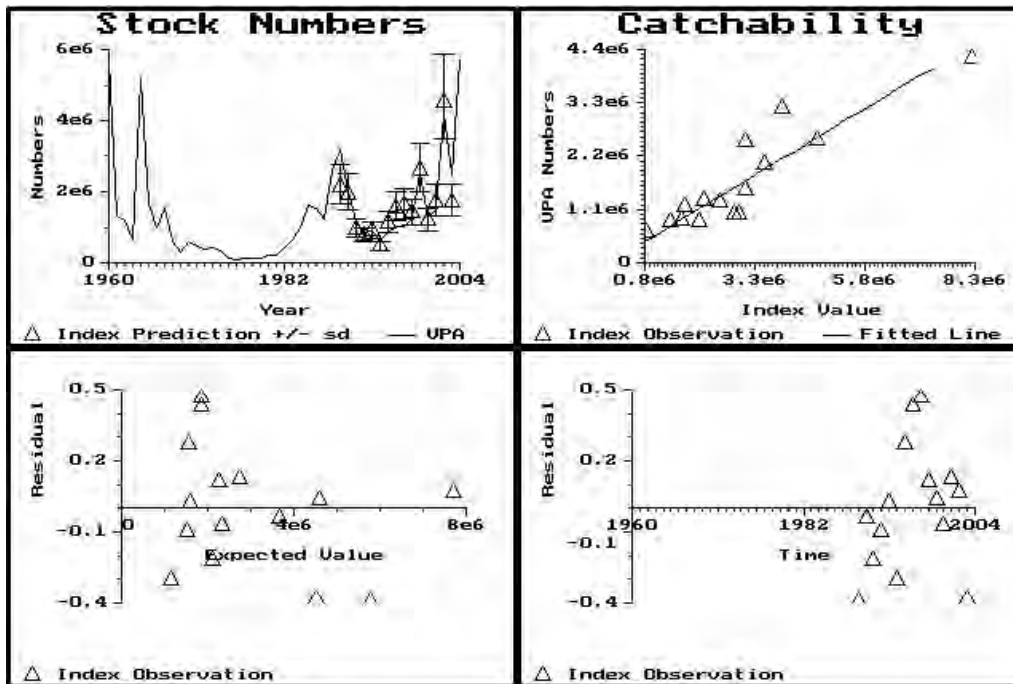 Stock Numbers
6e6
4e6
2e6
0
Numbers
1960
1982
2004
Year
△ Index Prediction +/- sd — VPA
Catchability
4.4e6
3.3e6
2.2e6
1.1e6
0
VPA Numbers
0.8e6
3.3e6
5.8e6
8.3e6
Index Value
△ Index Observation — Fitted Line
0.5
0.2
-0.1
-0.4
Residual
0
4e6
8e6
Expected Value
△ Index Observation
0.5
0.2
-0.1
-0.4
Residual
1960
1982
2004
Time
△ Index Observation